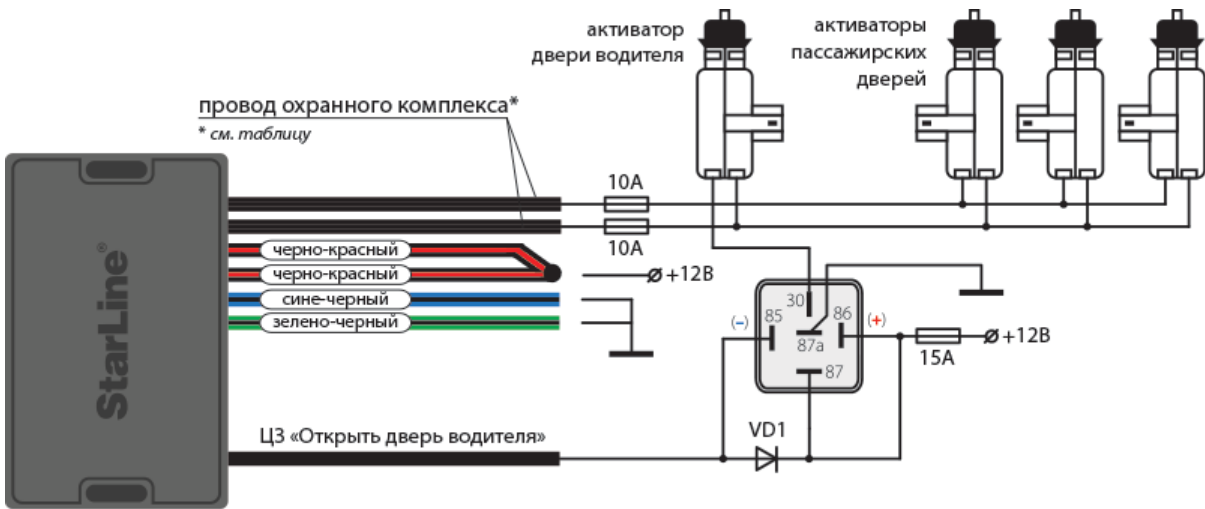 активатор
двери водителя
активаторы
пассажирских
дверей
провод охранного комплекса*
* см. таблицу
StarLine®
10А
10А
черно-красный
черно-красный
сине-черный
зелено-черный
+12В
30
85
86
87a
87
(–)
(+)
15А
+12В
VD1
ЦЗ «Открыть дверь водителя»